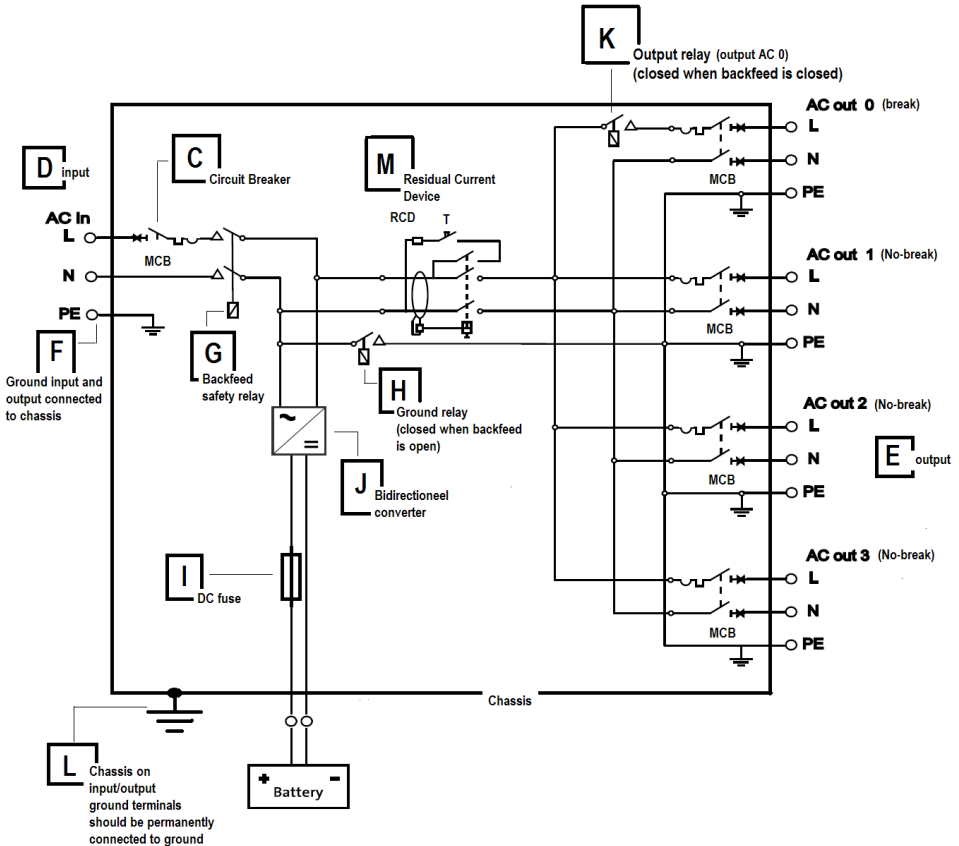 K
Output relay (output AC 0)
(closed when backfeed is closed)
D
input
C
Circuit Breaker
M
Residual Current
Device
AC out 0 (break)
L
N
PE
MCB
AC in
L
N
PE
MCB
RCD
T
AC out 1 (No-break)
L
N
PE
MCB
F
Ground input and
output connected
to chassis
G
Backfeed
safety relay
H
Ground relay
(closed when backfeed
is open)
~
=
J
Bidirectioneel
converter
AC out 2 (No-break)
L
N
PE
MCB
E
output
I
DC fuse
AC out 3 (No-break)
L
N
PE
MCB
Chassis
L
Chassis on
input/output
ground terminals
should be permanently
connected to ground
+ -
Battery